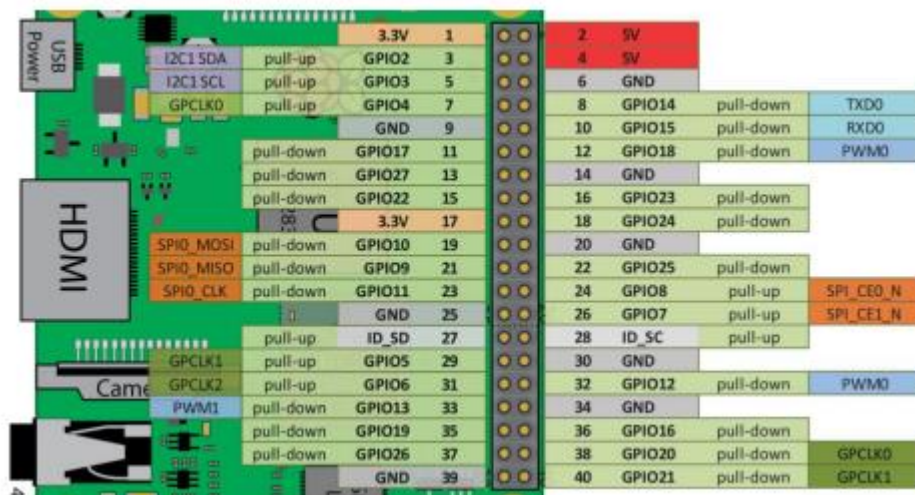 USB Power
HDMI
Came
3.3V 1 2 5V
I2C1 SDA pull-up GPIO2 3 4 5V
I2C1 SCL pull-up GPIO3 5 6 GND
GPCLK0 pull-up GPIO4 7 8 GPIO14 pull-down TXD0
GND 9 10 GPIO15 pull-down RXD0
pull-down GPIO17 11 12 GPIO18 pull-down PWM0
pull-down GPIO27 13 14 GND
pull-down GPIO22 15 16 GPIO23 pull-down
3.3V 17 18 GPIO24 pull-down
SPI0_MOSI pull-down GPIO10 19 20 GND
SPI0_MISO pull-down GPIO9 21 22 GPIO25 pull-down
SPI0_CLK pull-down GPIO11 23 24 GPIO8 pull-up SPI_CE0_N
GND 25 26 GPIO7 pull-up SPI_CE1_N
pull-up ID_SD 27 28 ID_SC pull-up
GPCLK1 pull-up GPIO5 29 30 GND
GPCLK2 pull-up GPIO6 31 32 GPIO12 pull-down PWM0
PWM1 pull-down GPIO13 33 34 GND
pull-down GPIO19 35 36 GPIO16 pull-down
pull-down GPIO26 37 38 GPIO20 pull-down GPCLK0
GND 39 40 GPIO21 pull-down GPCLK1